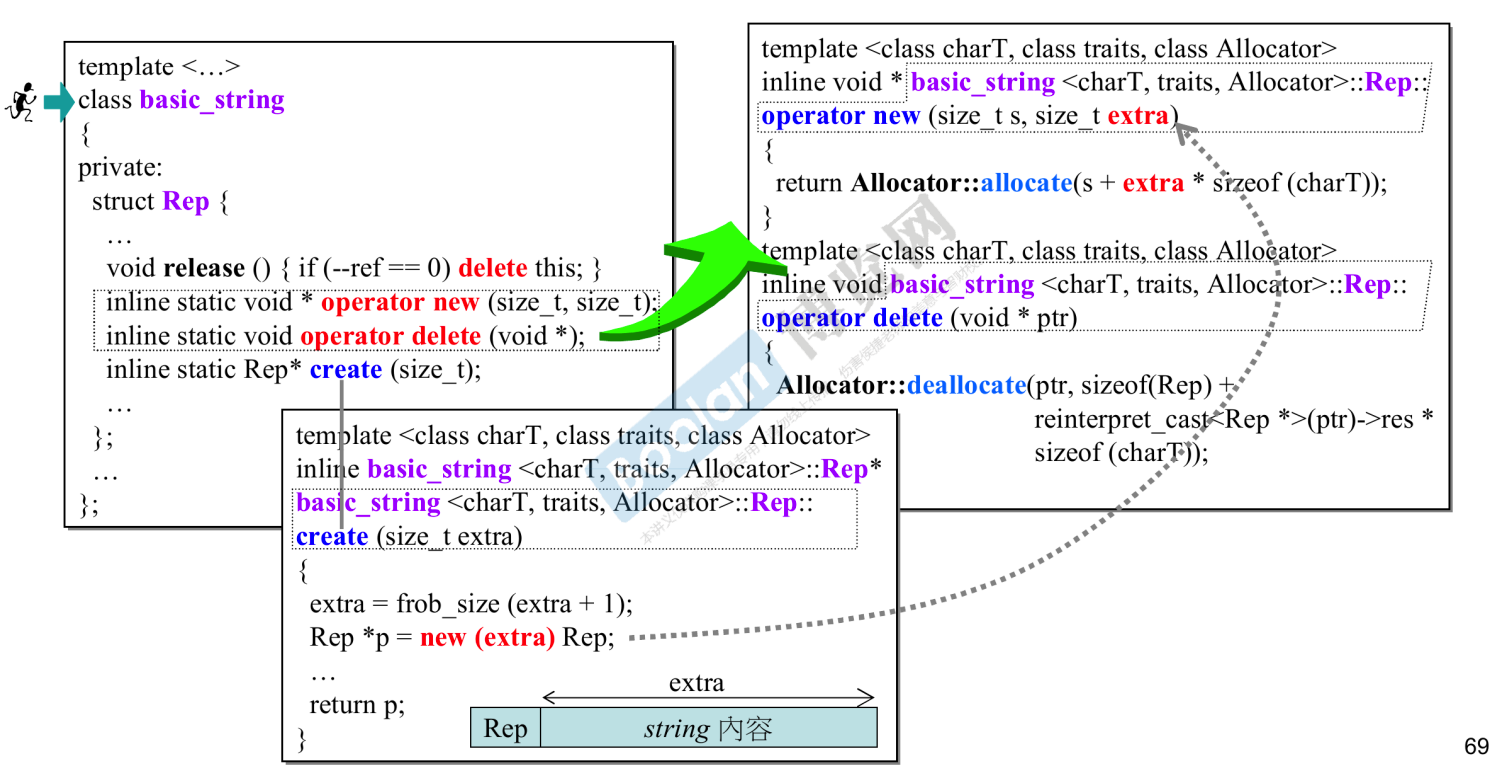 template <…>
class basic_string
{
private:
struct Rep {
…
void release () { if (--ref == 0) delete this; }
inline static void * operator new (size_t, size_t);
inline static void operator delete (void *);
inline static Rep* create (size_t);
…
};
…
};
template <class charT, class traits, class Allocator>
inline void * basic_string <charT, traits, Allocator>::Rep::
operator new (size_t s, size_t extra)
{
return Allocator::allocate(s + extra * sizeof (charT));
}
template <class charT, class traits, class Allocator>
inline void basic_string <charT, traits, Allocator>::Rep::
operator delete (void * ptr)
{
Allocator::deallocate(ptr, sizeof(Rep) +
reinterpret_cast<Rep *>(ptr)->res *
sizeof (charT));
template <class charT, class traits, class Allocator>
inline basic_string <charT, traits, Allocator>::Rep*
basic_string <charT, traits, Allocator>::Rep::
create (size_t extra)
{
extra = frob_size (extra + 1);
Rep *p = new (extra) Rep;
…
return p;
}
extra
Rep
string 內容
boolan
博览网
69